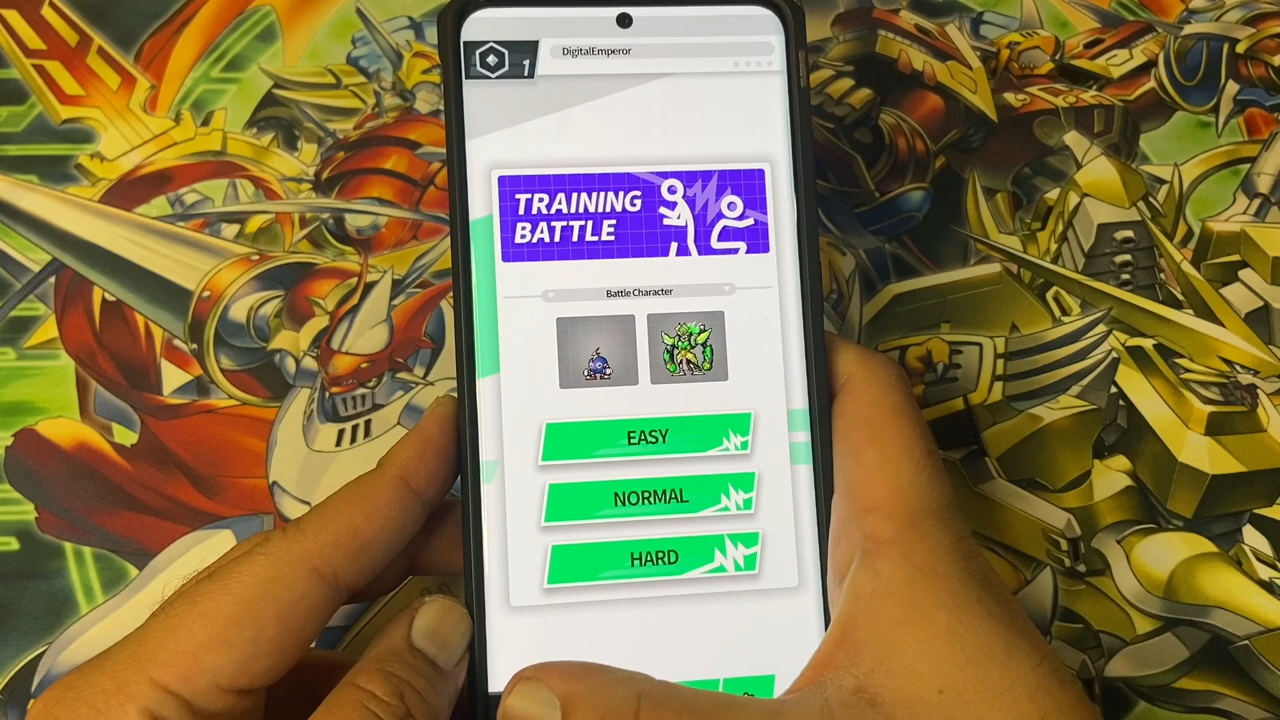 1
DigitalEmperor
TRAINING
BATTLE
Battle Character
EASY
NORMAL
HARD